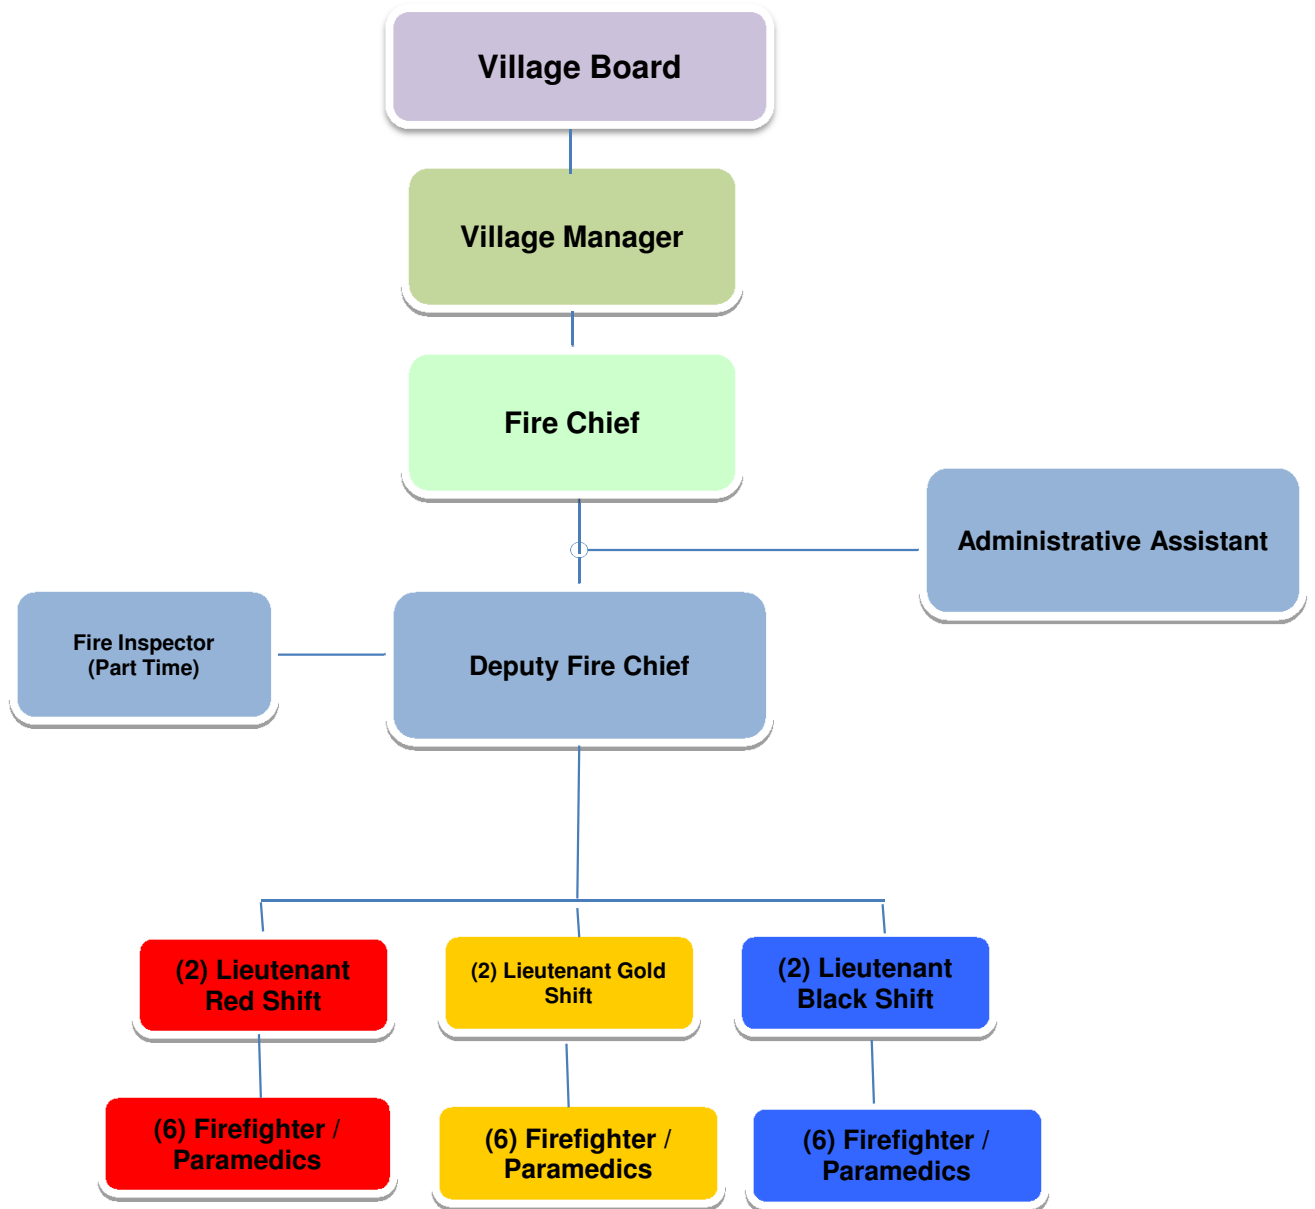 Village Board
Village Manager
Fire Chief
Administrative Assistant
Fire Inspector
(Part Time)
Deputy Fire Chief
(2) Lieutenant
Red Shift
(2) Lieutenant Gold
Shift
(2) Lieutenant
Black Shift
(6) Firefighter /
Paramedics
(6) Firefighter /
Paramedics
(6) Firefighter /
Paramedics